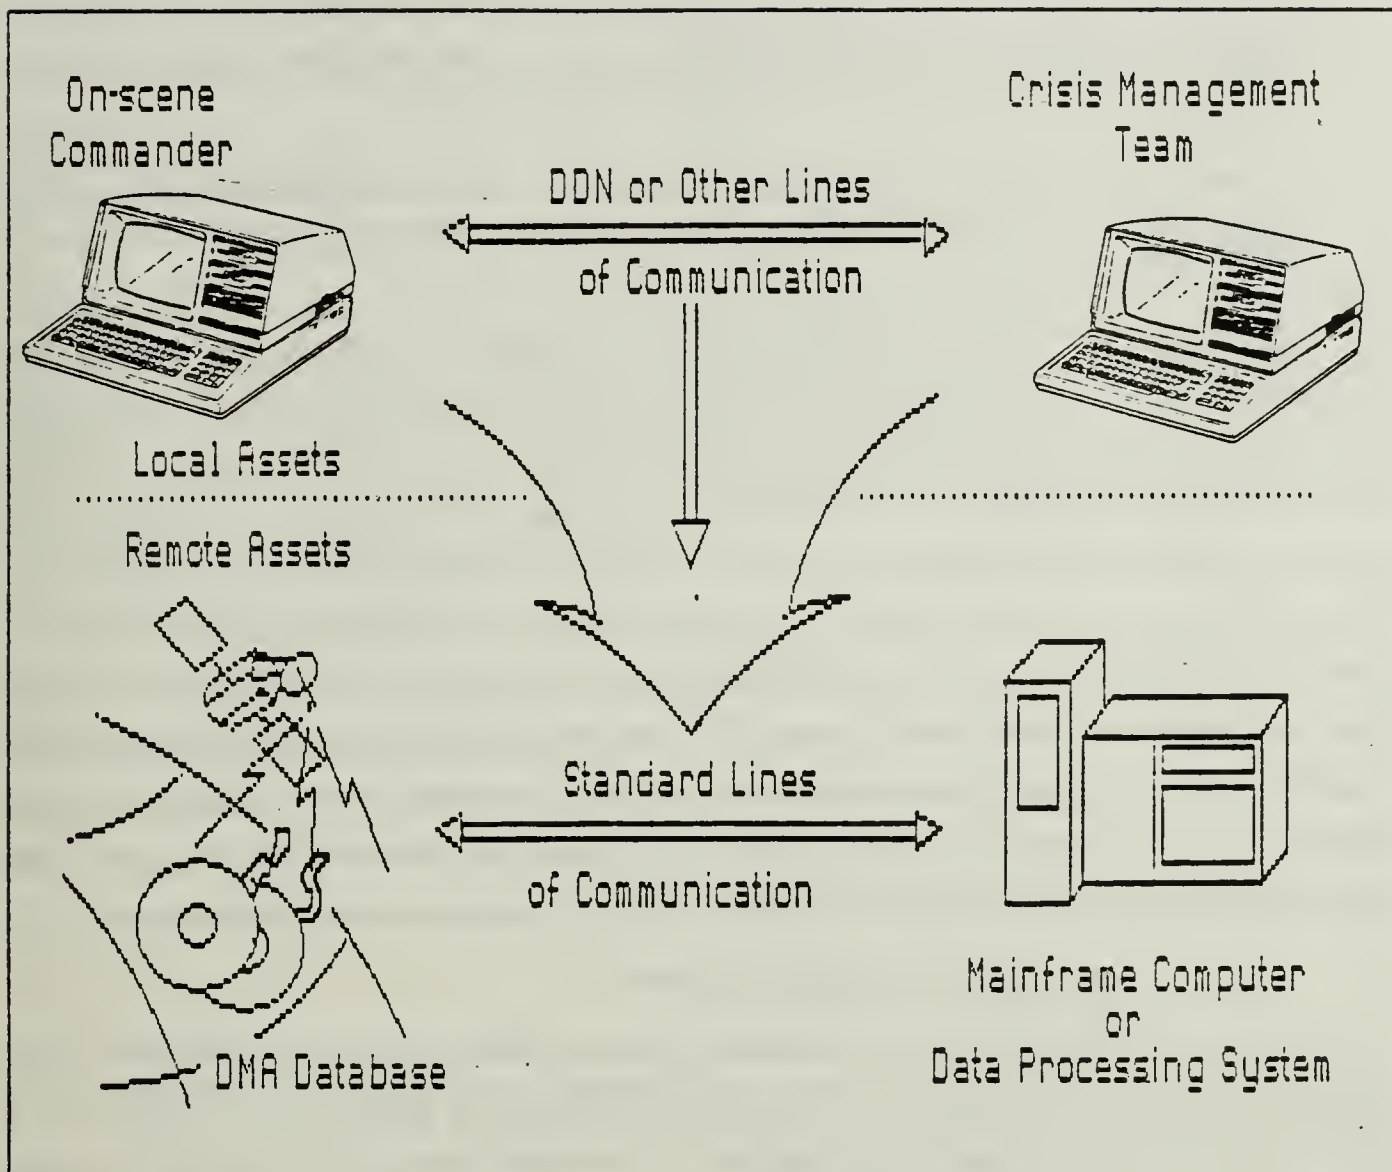 On-scene
Commander
Crisis Management
Team
DDN or Other Lines
of Communication
Local Assets
Remote Assets
Standard Lines
of Communication
DMA Database
Mainframe Computer
or
Data Processing System